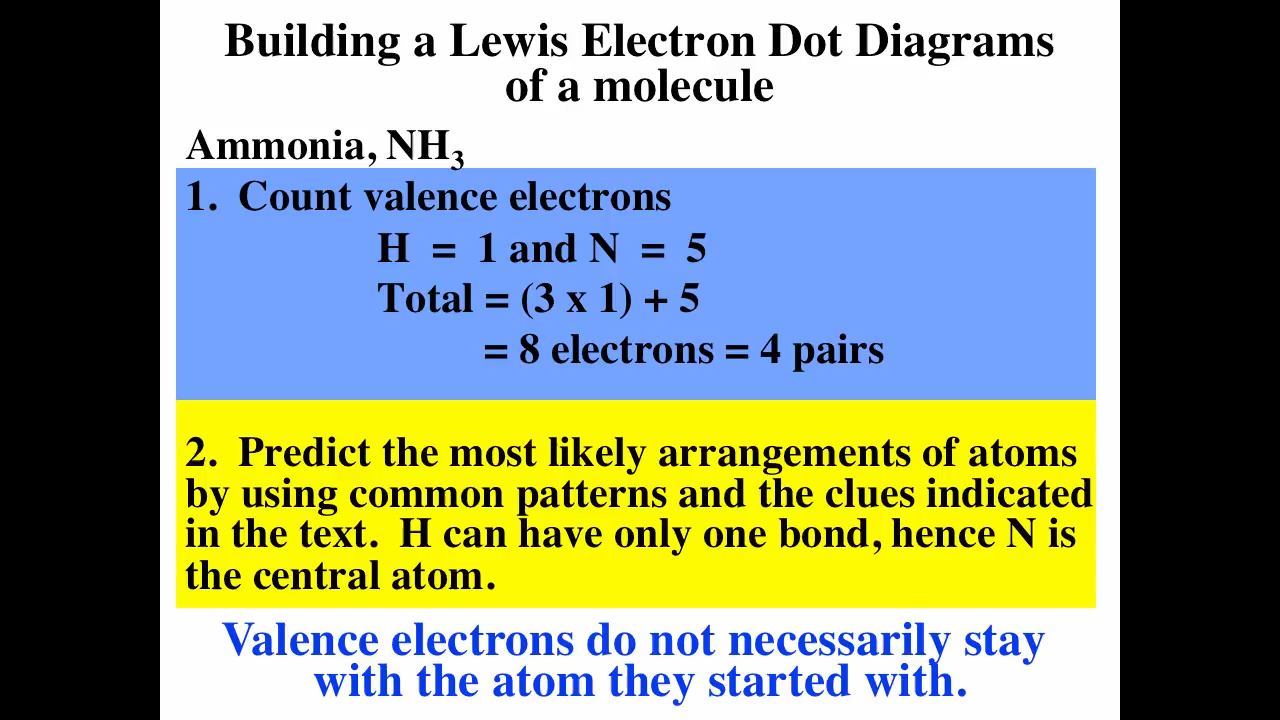 Building a Lewis Electron Dot Diagrams
of a molecule
Ammonia, NH₃
1. Count valence electrons
H = 1 and N = 5
Total = (3 x 1) + 5
= 8 electrons = 4 pairs
2. Predict the most likely arrangements of atoms
by using common patterns and the clues indicated
in the text. H can have only one bond, hence N is
the central atom.
Valence electrons do not necessarily stay
with the atom they started with.